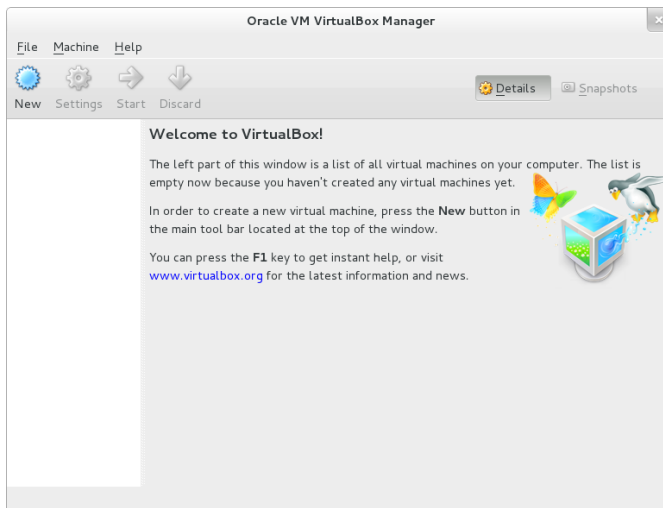 Oracle VM VirtualBox Manager
File Machine Help
New Settings Start Discard Details Snapshots
Welcome to VirtualBox!
The left part of this window is a list of all virtual machines on your computer. The list is
empty now because you haven't created any virtual machines yet.
In order to create a new virtual machine, press the New button in
the main tool bar located at the top of the window.
You can press the F1 key to get instant help, or visit
www.virtualbox.org for the latest information and news.